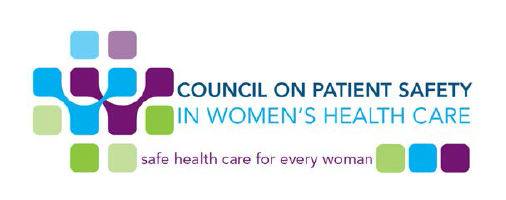 COUNCIL ON PATIENT SAFETY
IN WOMEN'S HEALTH CARE
safe health care for every woman